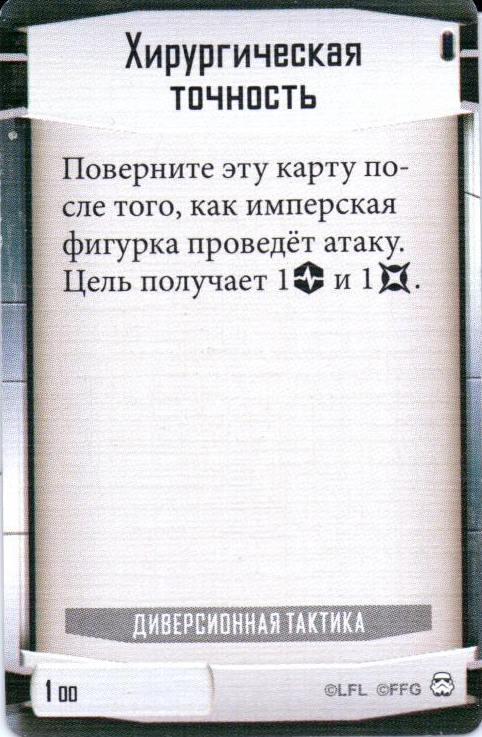 Хирургическая
точность
Поверните эту карту по-
сле того, как имперская
фигурка проведёт атаку.
Цель получает 1 и 1.
ДИВЕРСИОННАЯ ТАКТИКА
1 ОО
©LFL ©FFG